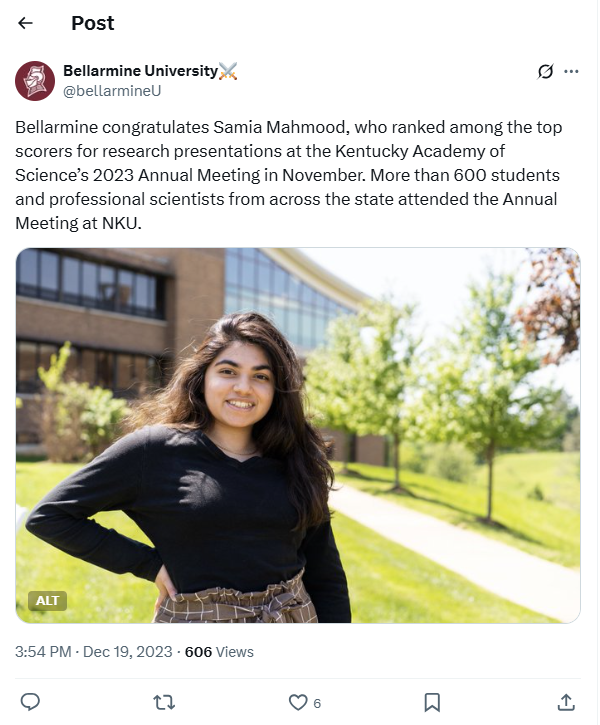 Post
Bellarmine University⚔️
@bellarmineU
Bellarmine congratulates Samia Mahmood, who ranked among the top
scorers for research presentations at the Kentucky Academy of
Science’s 2023 Annual Meeting in November. More than 600 students
and professional scientists from across the state attended the Annual
Meeting at NKU.
ALT
3:54 PM · Dec 19, 2023 · 606 Views
6